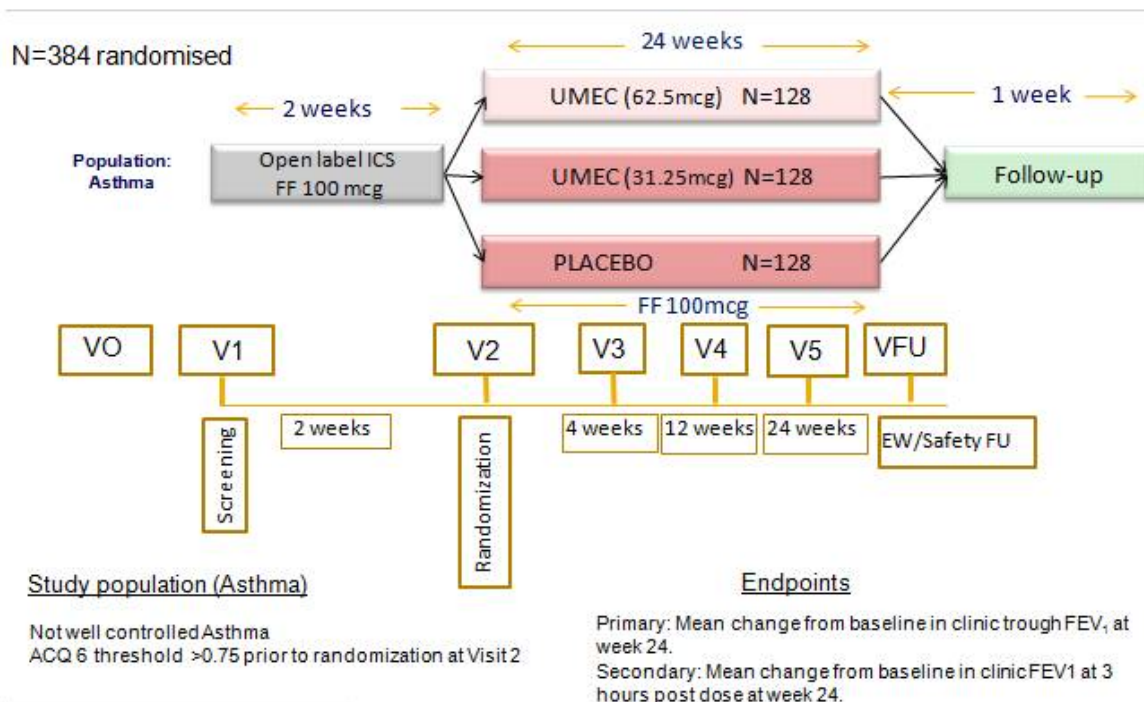 24 weeks
N=384 randomised
UMEC (62.5mcg) N=128
2 weeks
1 week
Population:
Asthma
Open label ICS
FF 100 mcg
UMEC (31.25mcg) N=128
Follow-up
PLACEBO N=128
FF 100mcg
VO
V1
V2
V3
V4
V5
VFU
Screening
2 weeks
Randomization
4 weeks
12 weeks
24 weeks
EW/Safety FU
Study population (Asthma)
Not well controlled Asthma
ACQ 6 threshold >0.75 prior to randomization at Visit 2
Endpoints
Primary: Mean change from baseline in clinic trough FEV₁ at
week 24.
Secondary: Mean change from baseline in clinic FEV1 at 3
hours post dose at week 24.